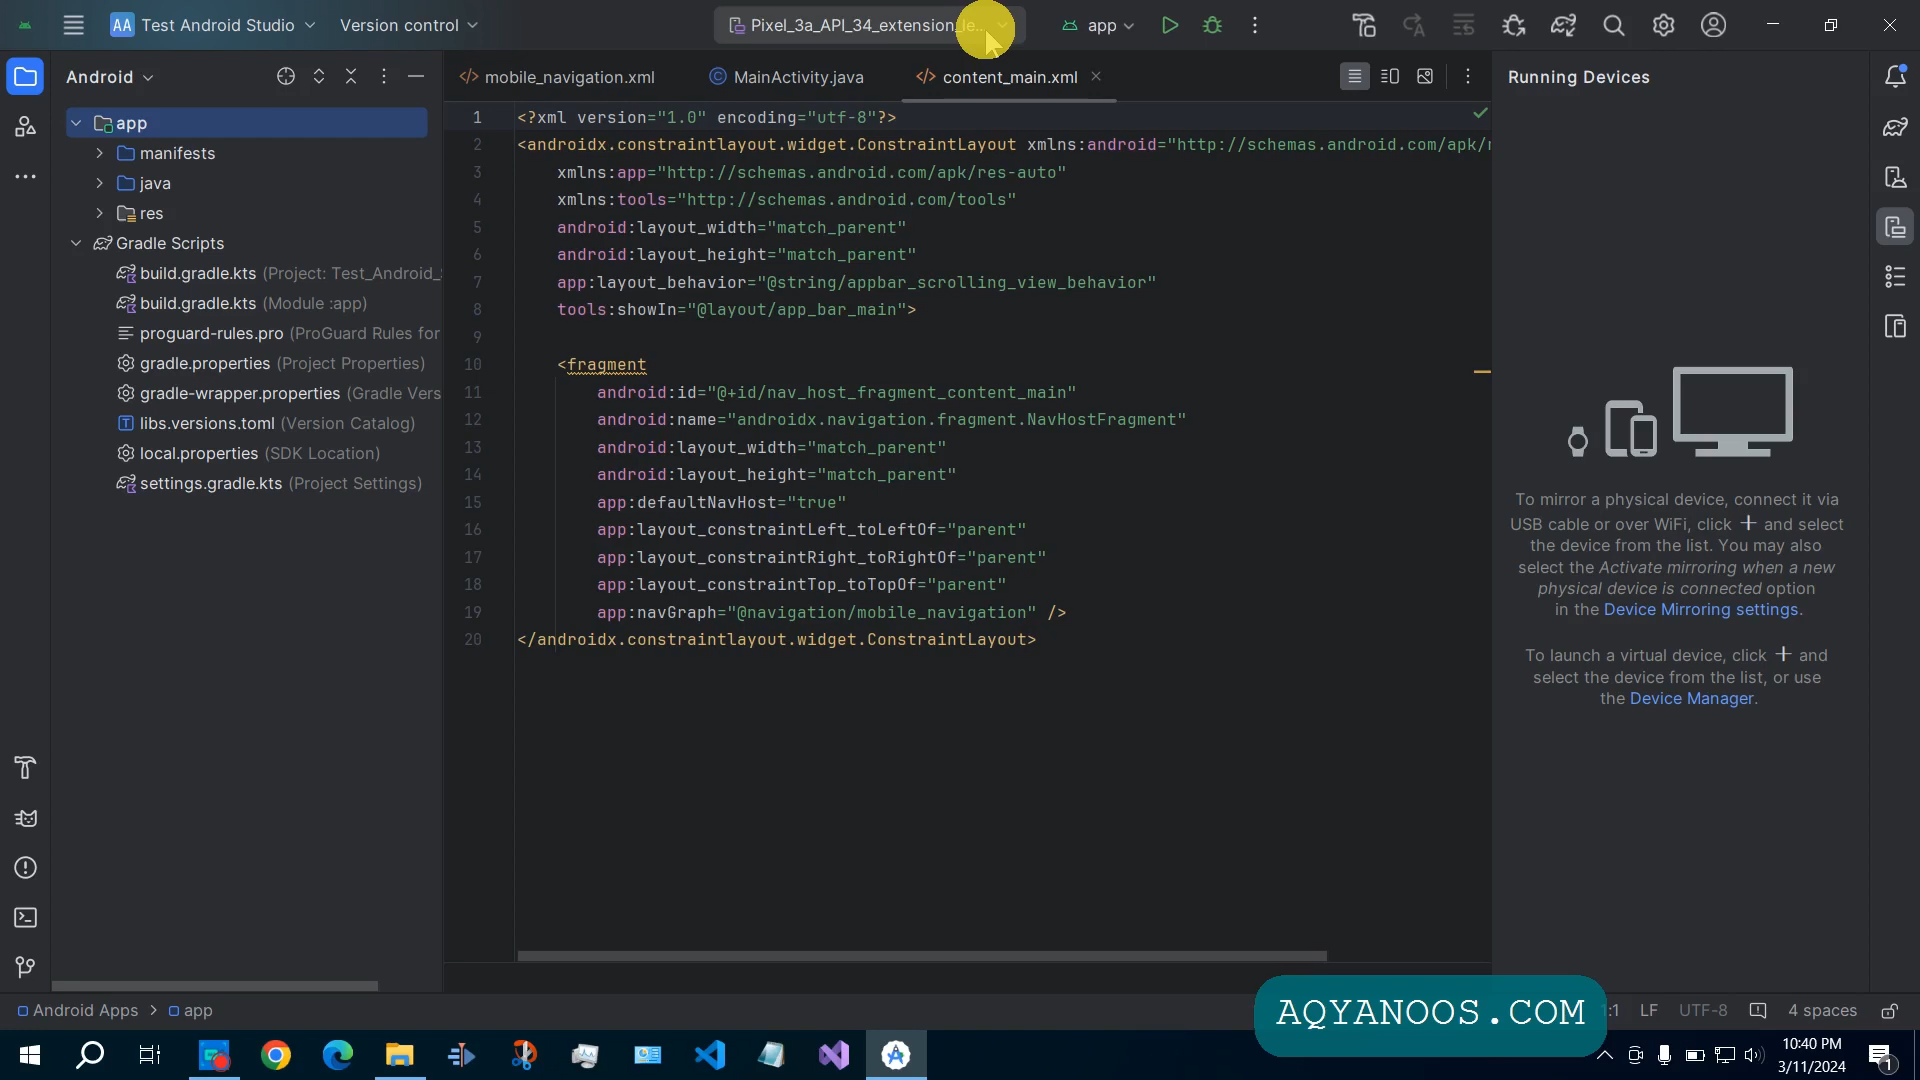 AA Test Android Studio
Version control
Pixel_3a_API_34_extension_le...
app
Android
app
manifests
java
res
Gradle Scripts
build.gradle.kts (Project: Test_Android_
build.gradle.kts (Module :app)
proguard-rules.pro (ProGuard Rules for
gradle.properties (Project Properties)
gradle-wrapper.properties (Gradle Vers
libs.versions.toml (Version Catalog)
local.properties (SDK Location)
settings.gradle.kts (Project Settings)
mobile_navigation.xml
MainActivity.java
content_main.xml
1 <?xml version="1.0" encoding="utf-8"?>
2 <androidx.constraintlayout.widget.ConstraintLayout xmlns:android="http://schemas.android.com/apk/r
3 xmlns:app="http://schemas.android.com/apk/res-auto"
4 xmlns:tools="http://schemas.android.com/tools"
5 android:layout_width="match_parent"
6 android:layout_height="match_parent"
7 app:layout_behavior="@string/appbar_scrolling_view_behavior"
8 tools:showIn="@layout/app_bar_main">
9
10 <fragment
11 android:id="@+id/nav_host_fragment_content_main"
12 android:name="androidx.navigation.fragment.NavHostFragment"
13 android:layout_width="match_parent"
14 android:layout_height="match_parent"
15 app:defaultNavHost="true"
16 app:layout_constraintLeft_toLeftOf="parent"
17 app:layout_constraintRight_toRightOf="parent"
18 app:layout_constraintTop_toTopOf="parent"
19 app:navGraph="@navigation/mobile_navigation" />
20 </androidx.constraintlayout.widget.ConstraintLayout>
Running Devices
To mirror a physical device, connect it via
USB cable or over WiFi, click + and select
the device from the list. You may also
select the Activate mirroring when a new
physical device is connected option
in the Device Mirroring settings.
To launch a virtual device, click + and
select the device from the list, or use
the Device Manager.
Android Apps > app
AQYANOOS.COM
:1 LF UTF-8 4 spaces
10:40 PM
3/11/2024
1